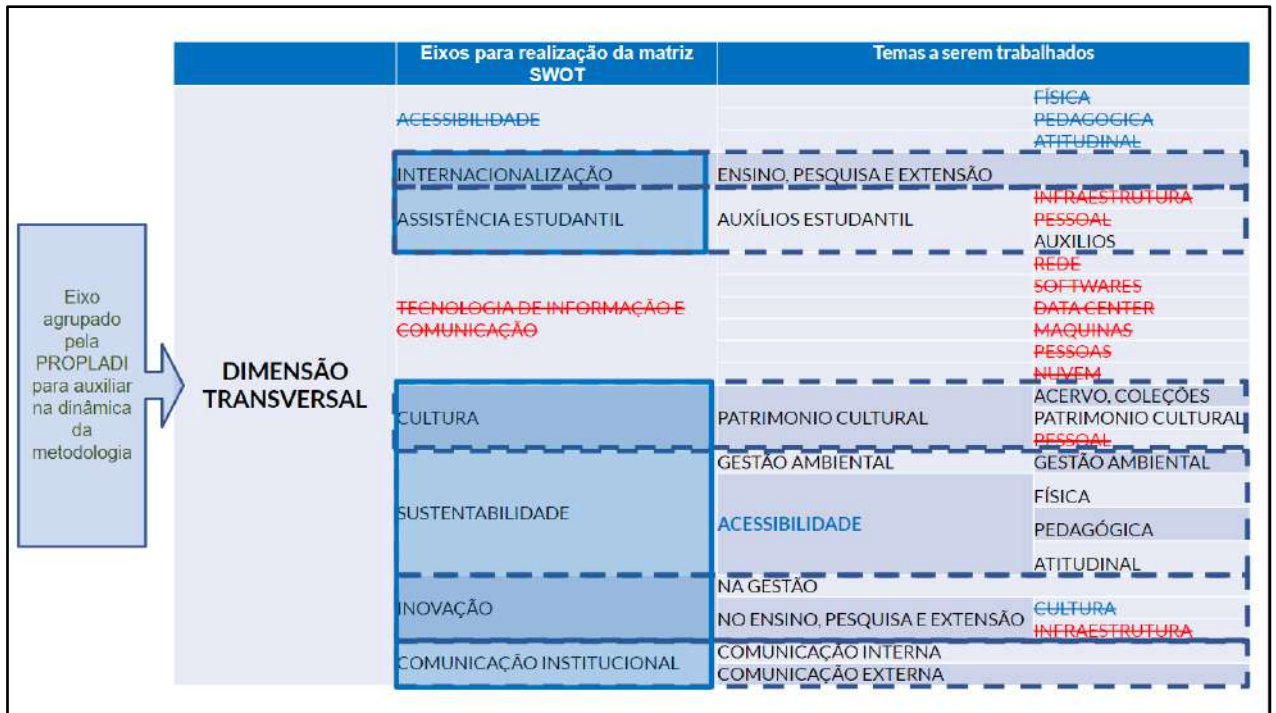 Eixos para realização da matriz
SWOT
Temas a serem trabalhados
Eixo
agrupado
pela
PROPLADI
para auxiliar
na dinâmica
da
metodologia
DIMENSÃO
TRANSVERSAL
ACESSIBILIDADE
FÍSICA
PEDAGOGICA
ATITUDINAL
INTERNACIONALIZAÇÃO
ENSINO, PESQUISA E EXTENSÃO
ASSISTÊNCIA ESTUDANTIL
AUXÍLIOS ESTUDANTIL
INFRAESTRUTURA
PESSOAL
AUXILIOS
TECNOLOGIA DE INFORMAÇÃO E
COMUNICAÇÃO
REDE
SOFTWARES
DATA CENTER
MAQUINAS
PESSOAS
NUVEM
CULTURA
PATRIMONIO CULTURAL
ACERVO, COLEÇÕES
PATRIMONIO CULTURAL
PESSOAL
SUSTENTABILIDADE
GESTÃO AMBIENTAL
GESTÃO AMBIENTAL
ACESSIBILIDADE
FÍSICA
PEDAGÓGICA
ATITUDINAL
INOVAÇÃO
NA GESTÃO
NO ENSINO, PESQUISA E EXTENSÃO
CULTURA
INFRAESTRUTURA
COMUNICAÇÃO INSTITUCIONAL
COMUNICAÇÃO INTERNA
COMUNICAÇÃO EXTERNA